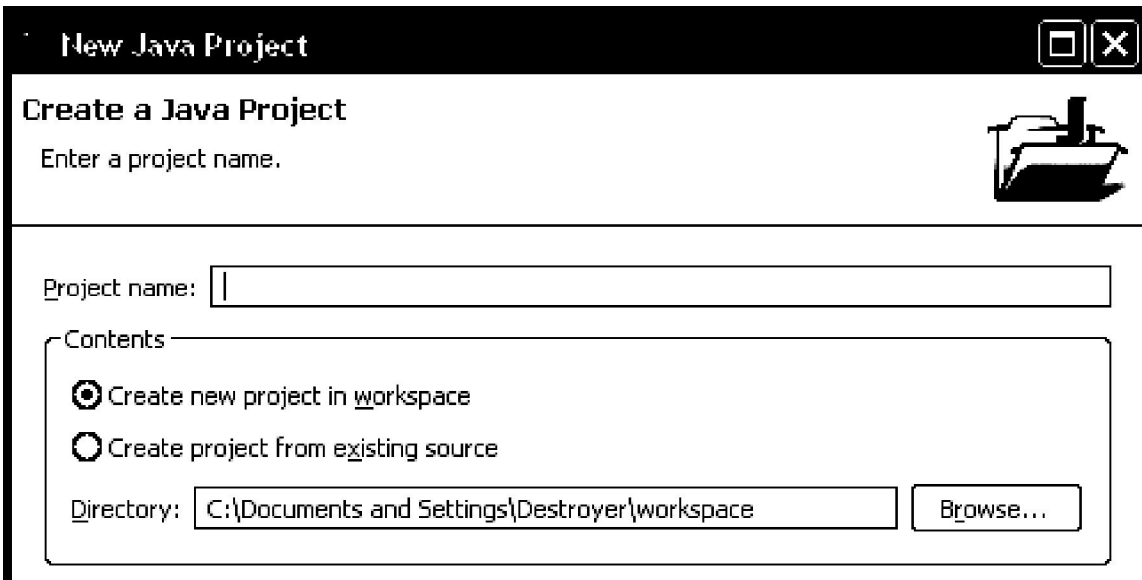 New Java Project
Create a Java Project
Enter a project name.
Project name:
Contents
Create new project in workspace
Create project from existing source
Directory: C:\Documents and Settings\Destroyer\workspace Browse...